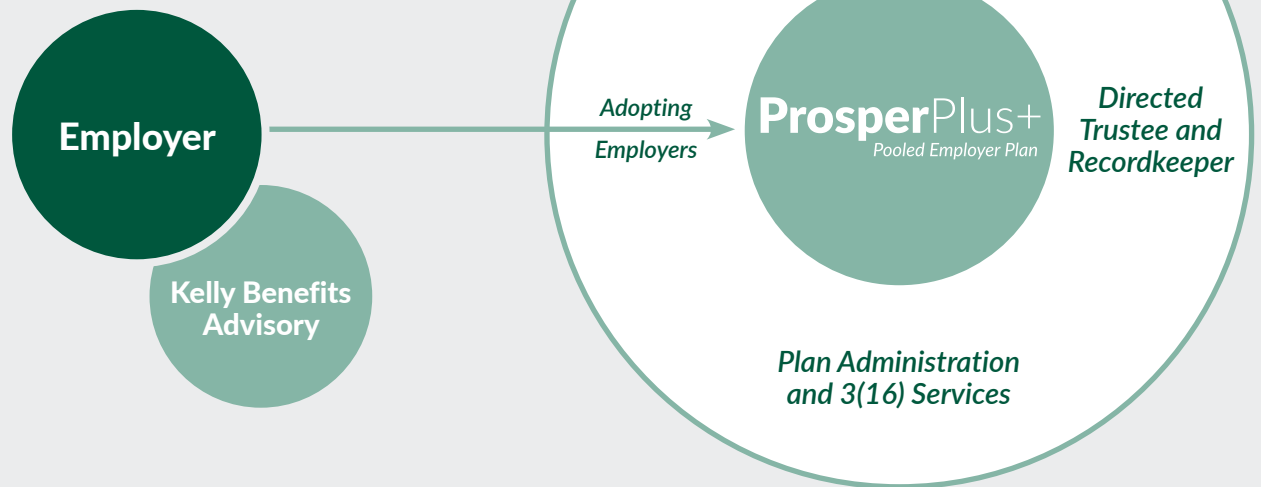 Employer
Kelly Benefits
Advisory
Adopting
Employers
ProsperPlus+
Pooled Employer Plan
Directed
Trustee and
Recordkeeper
Plan Administration
and 3(16) Services